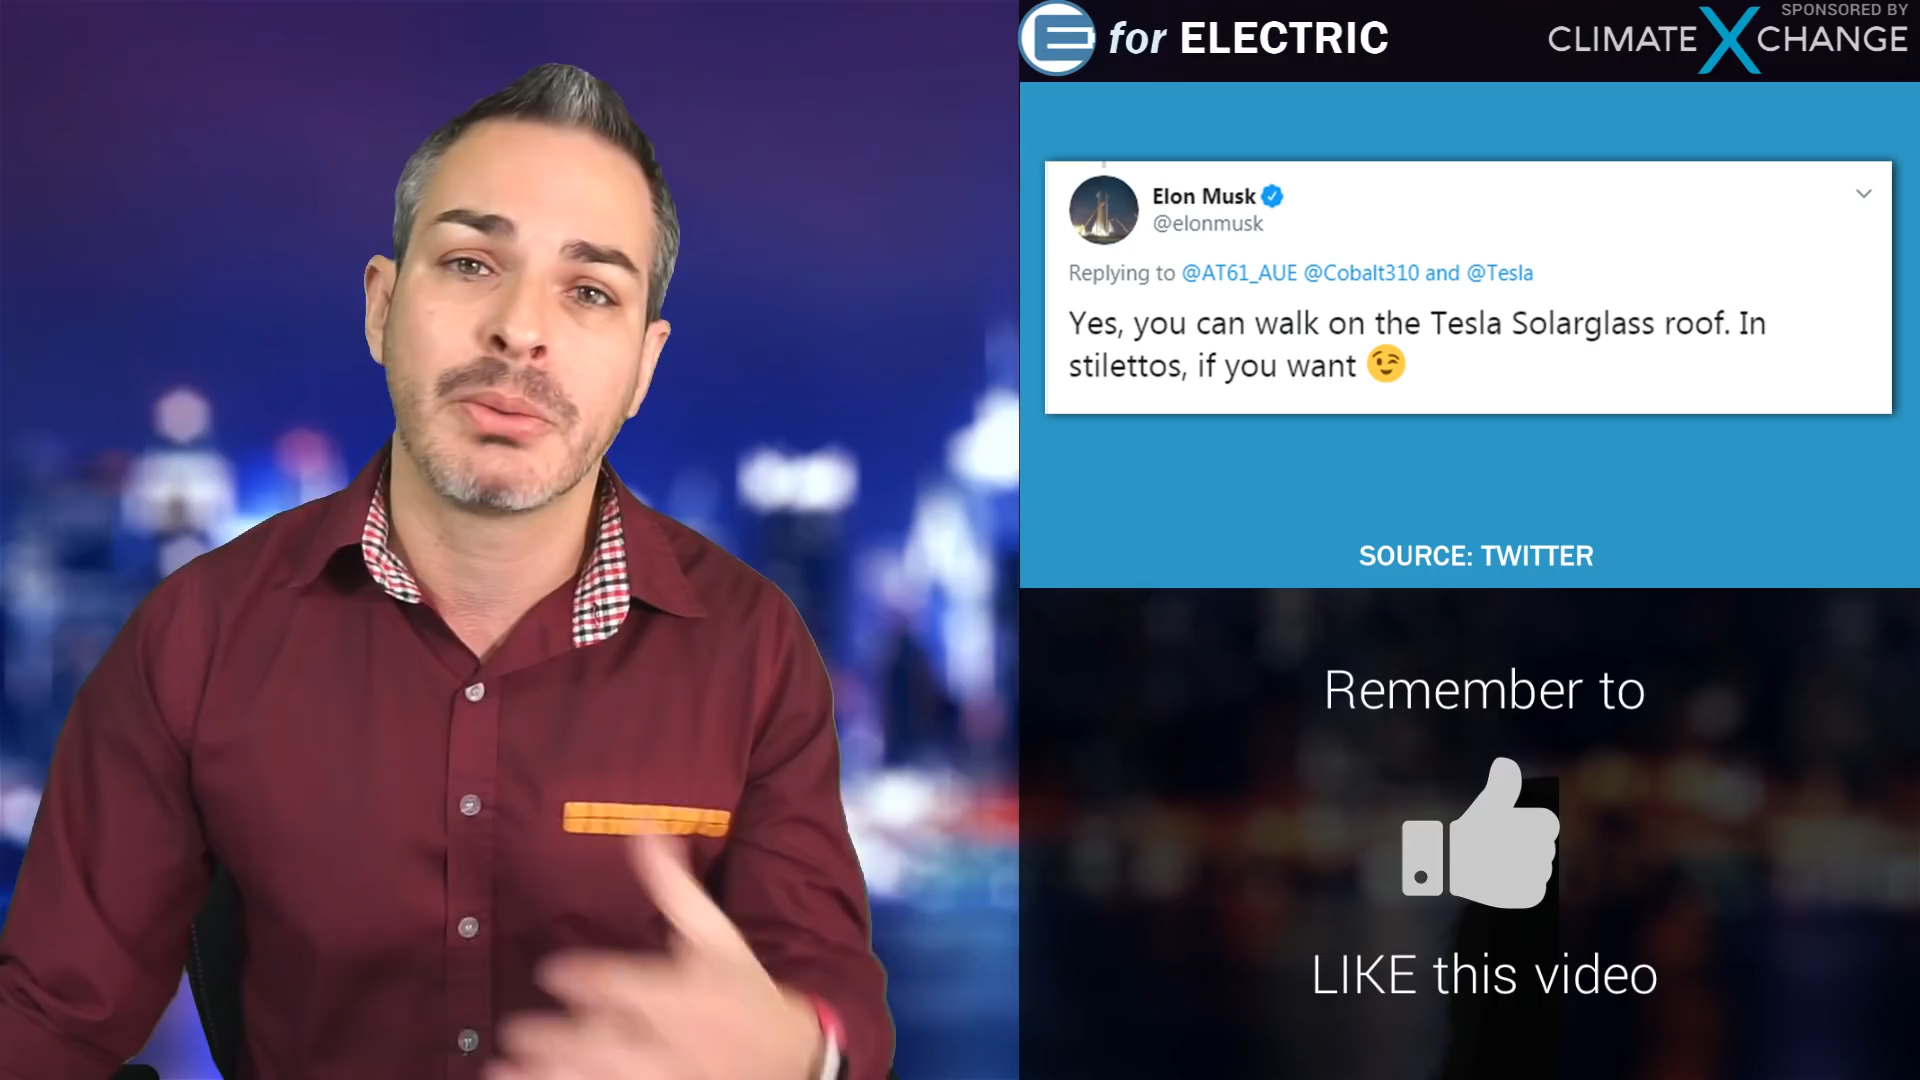 E for ELECTRIC
SPONSORED BY
CLIMATE XCHANGE
Elon Musk
@elonmusk
Replying to @AT61_AUE @Cobalt310 and @Tesla
Yes, you can walk on the Tesla Solarglass roof. In
stilettos, if you want 😉
SOURCE: TWITTER
Remember to
LIKE this video